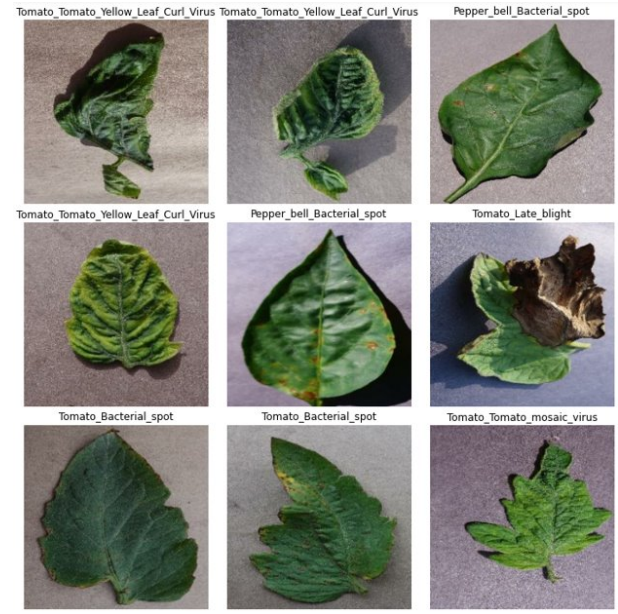 Tomato_Tomato_Yellow_Leaf_Curl_Virus
Tomato_Tomato_Yellow_Leaf_Curl_Virus
Pepper_bell_Bacterial_spot
Tomato_Tomato_Yellow_Leaf_Curl_Virus
Pepper_bell_Bacterial_spot
Tomato_Late_blight
Tomato_Bacterial_spot
Tomato_Bacterial_spot
Tomato_Tomato_mosaic_virus